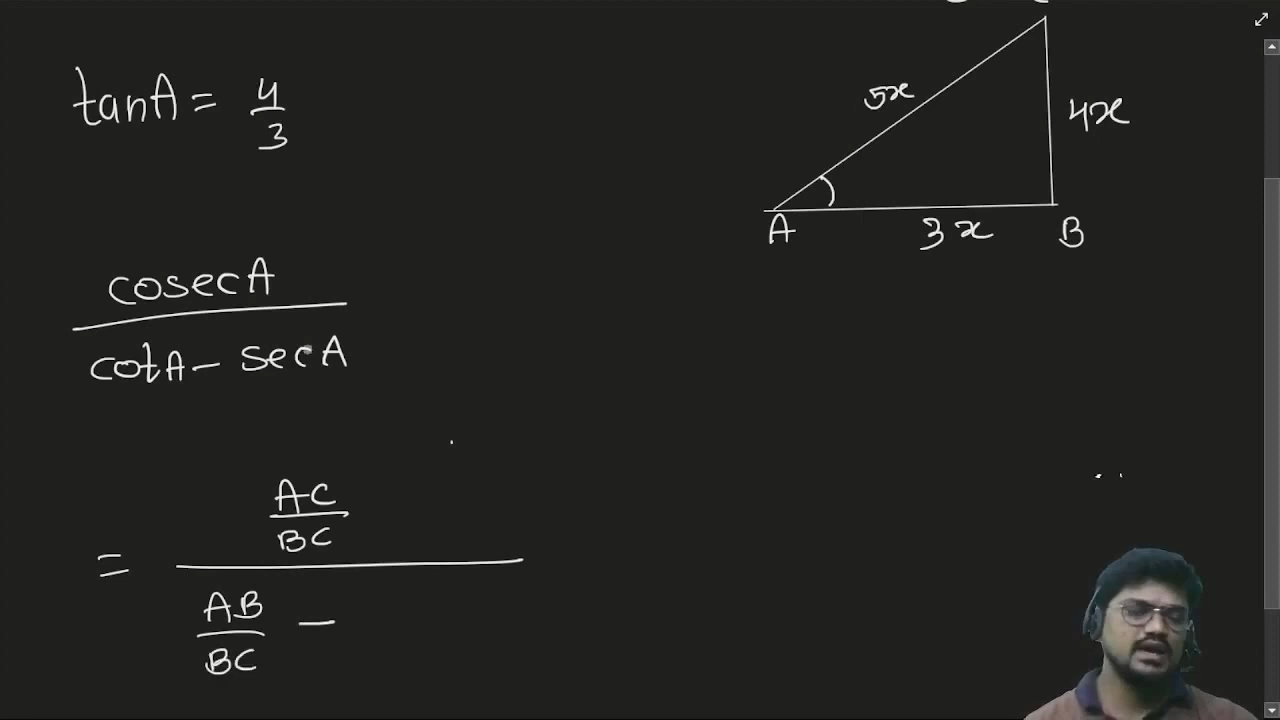 tanA = 4/3
5x
4x
A
3x
B
cosecA
cotA - secA
= AC
BC
AB -
BC